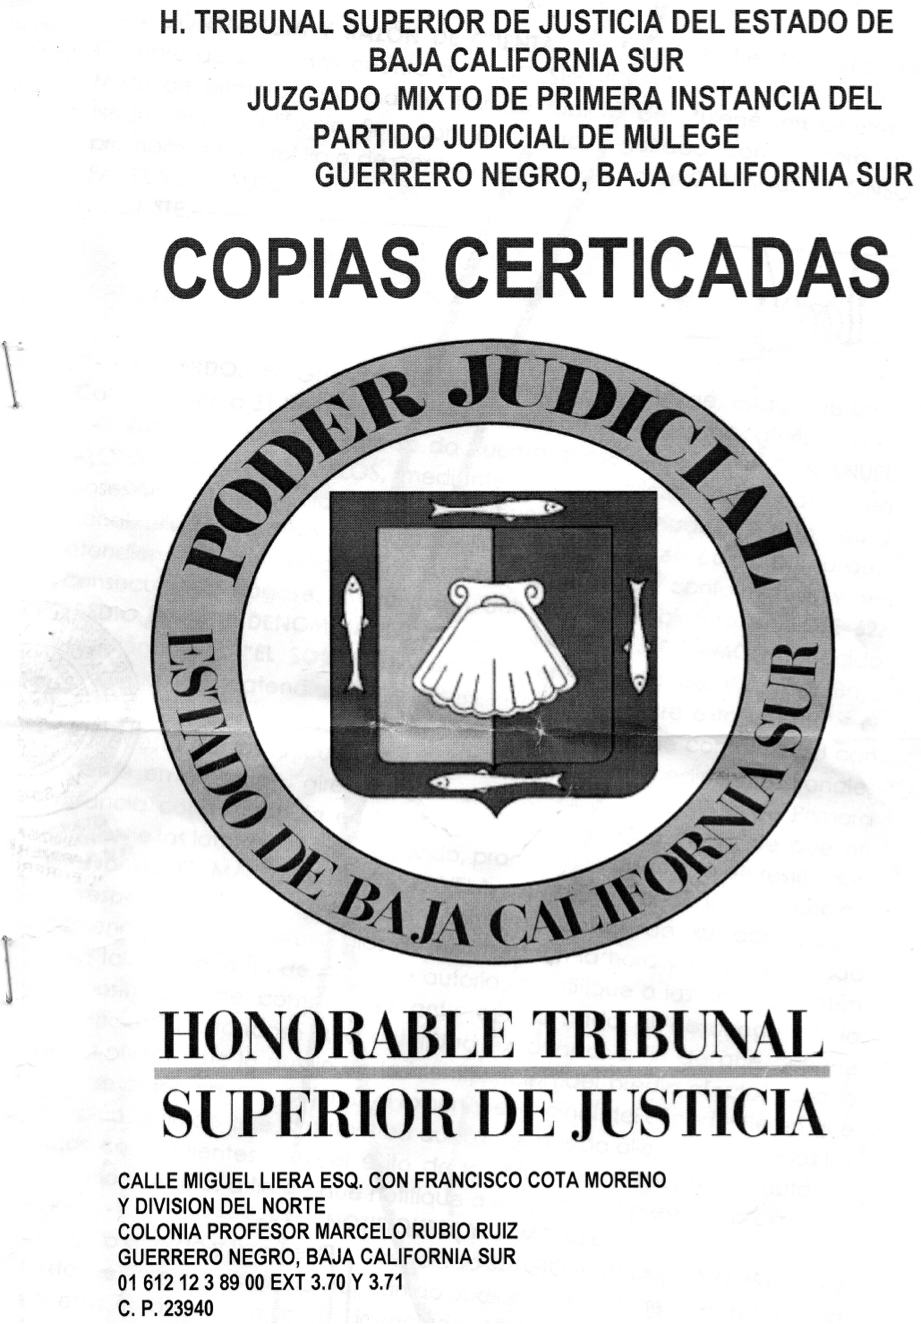 H. TRIBUNAL SUPERIOR DE JUSTICIA DEL ESTADO DE
BAJA CALIFORNIA SUR
JUZGADO MIXTO DE PRIMERA INSTANCIA DEL
PARTIDO JUDICIAL DE MULEGE
GUERRERO NEGRO, BAJA CALIFORNIA SUR
COPIAS CERTICADAS
PODER JUDICIAL
ESTADO DE BAJA CALIFORNIA SUR
HONORABLE TRIBUNAL
SUPERIOR DE JUSTICIA
CALLE MIGUEL LIERA ESQ. CON FRANCISCO COTA MORENO
Y DIVISION DEL NORTE
COLONIA PROFESOR MARCELO RUBIO RUIZ
GUERRERO NEGRO, BAJA CALIFORNIA SUR
01 612 12 3 89 00 EXT 3.70 Y 3.71
C. P. 23940